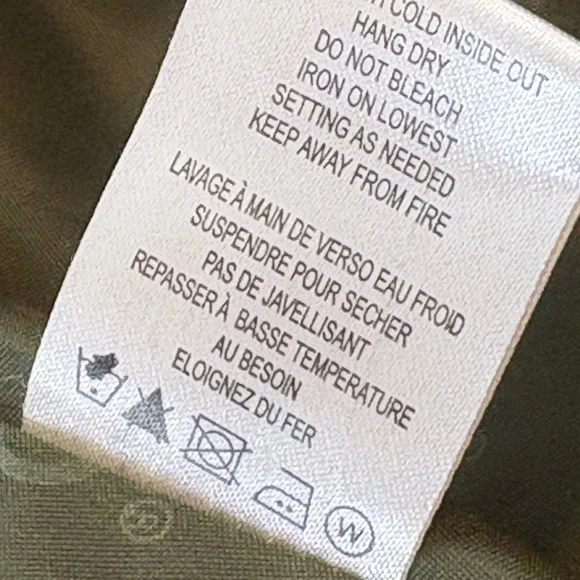 COLD INSIDE OUT
HANG DRY
DO NOT BLEACH
IRON ON LOWEST
SETTING AS NEEDED
KEEP AWAY FROM FIRE
LAVAGE À MAIN DE VERSO EAU FROID
SUSPENDRE POUR SECHER
PAS DE JAVELLISANT
REPASSER À BASSE TEMPERATURE
AU BESOIN
ELOIGNEZ DU FER
W